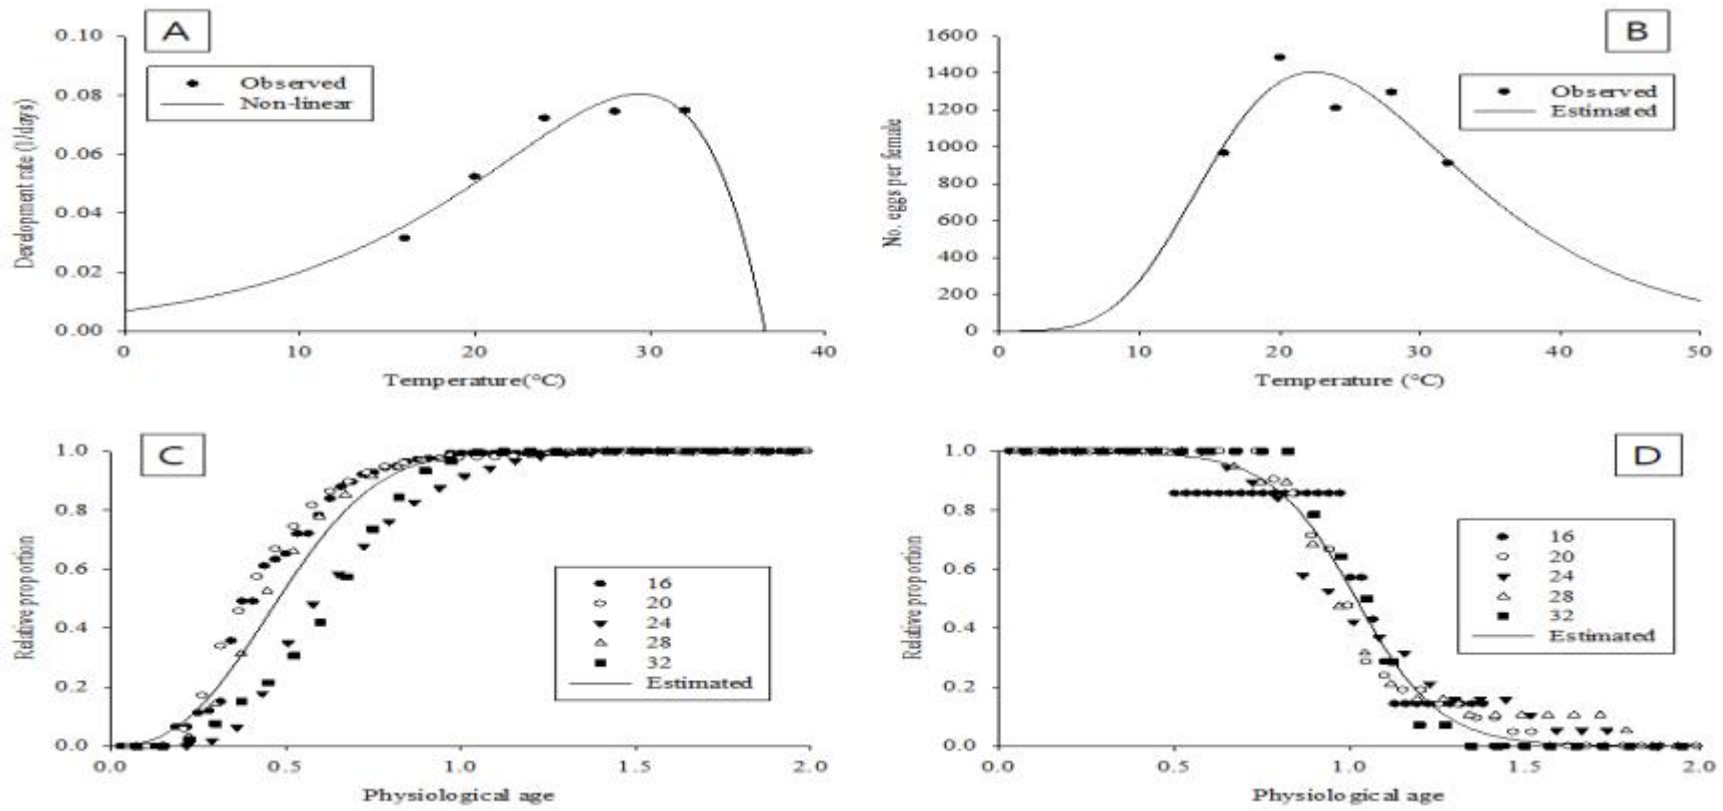 A
0.10
0.08
0.06
0.04
0.02
0.00
Development rate (1/days)
Observed
Non-linear
0 10 20 30 40
Temperature(°C)
B
1600
1400
1200
1000
800
600
400
200
0
No. eggs per female
Observed
Estimated
0 10 20 30 40 50
Temperature (°C)
C
1.0
0.8
0.6
0.4
0.2
0.0
Relative proportion
16
20
24
28
32
Estimated
0.0 0.5 1.0 1.5 2.0
Physiological age
D
1.0
0.8
0.6
0.4
0.2
0.0
Relative proportion
16
20
24
28
32
Estimated
0.0 0.5 1.0 1.5 2.0
Physiological age